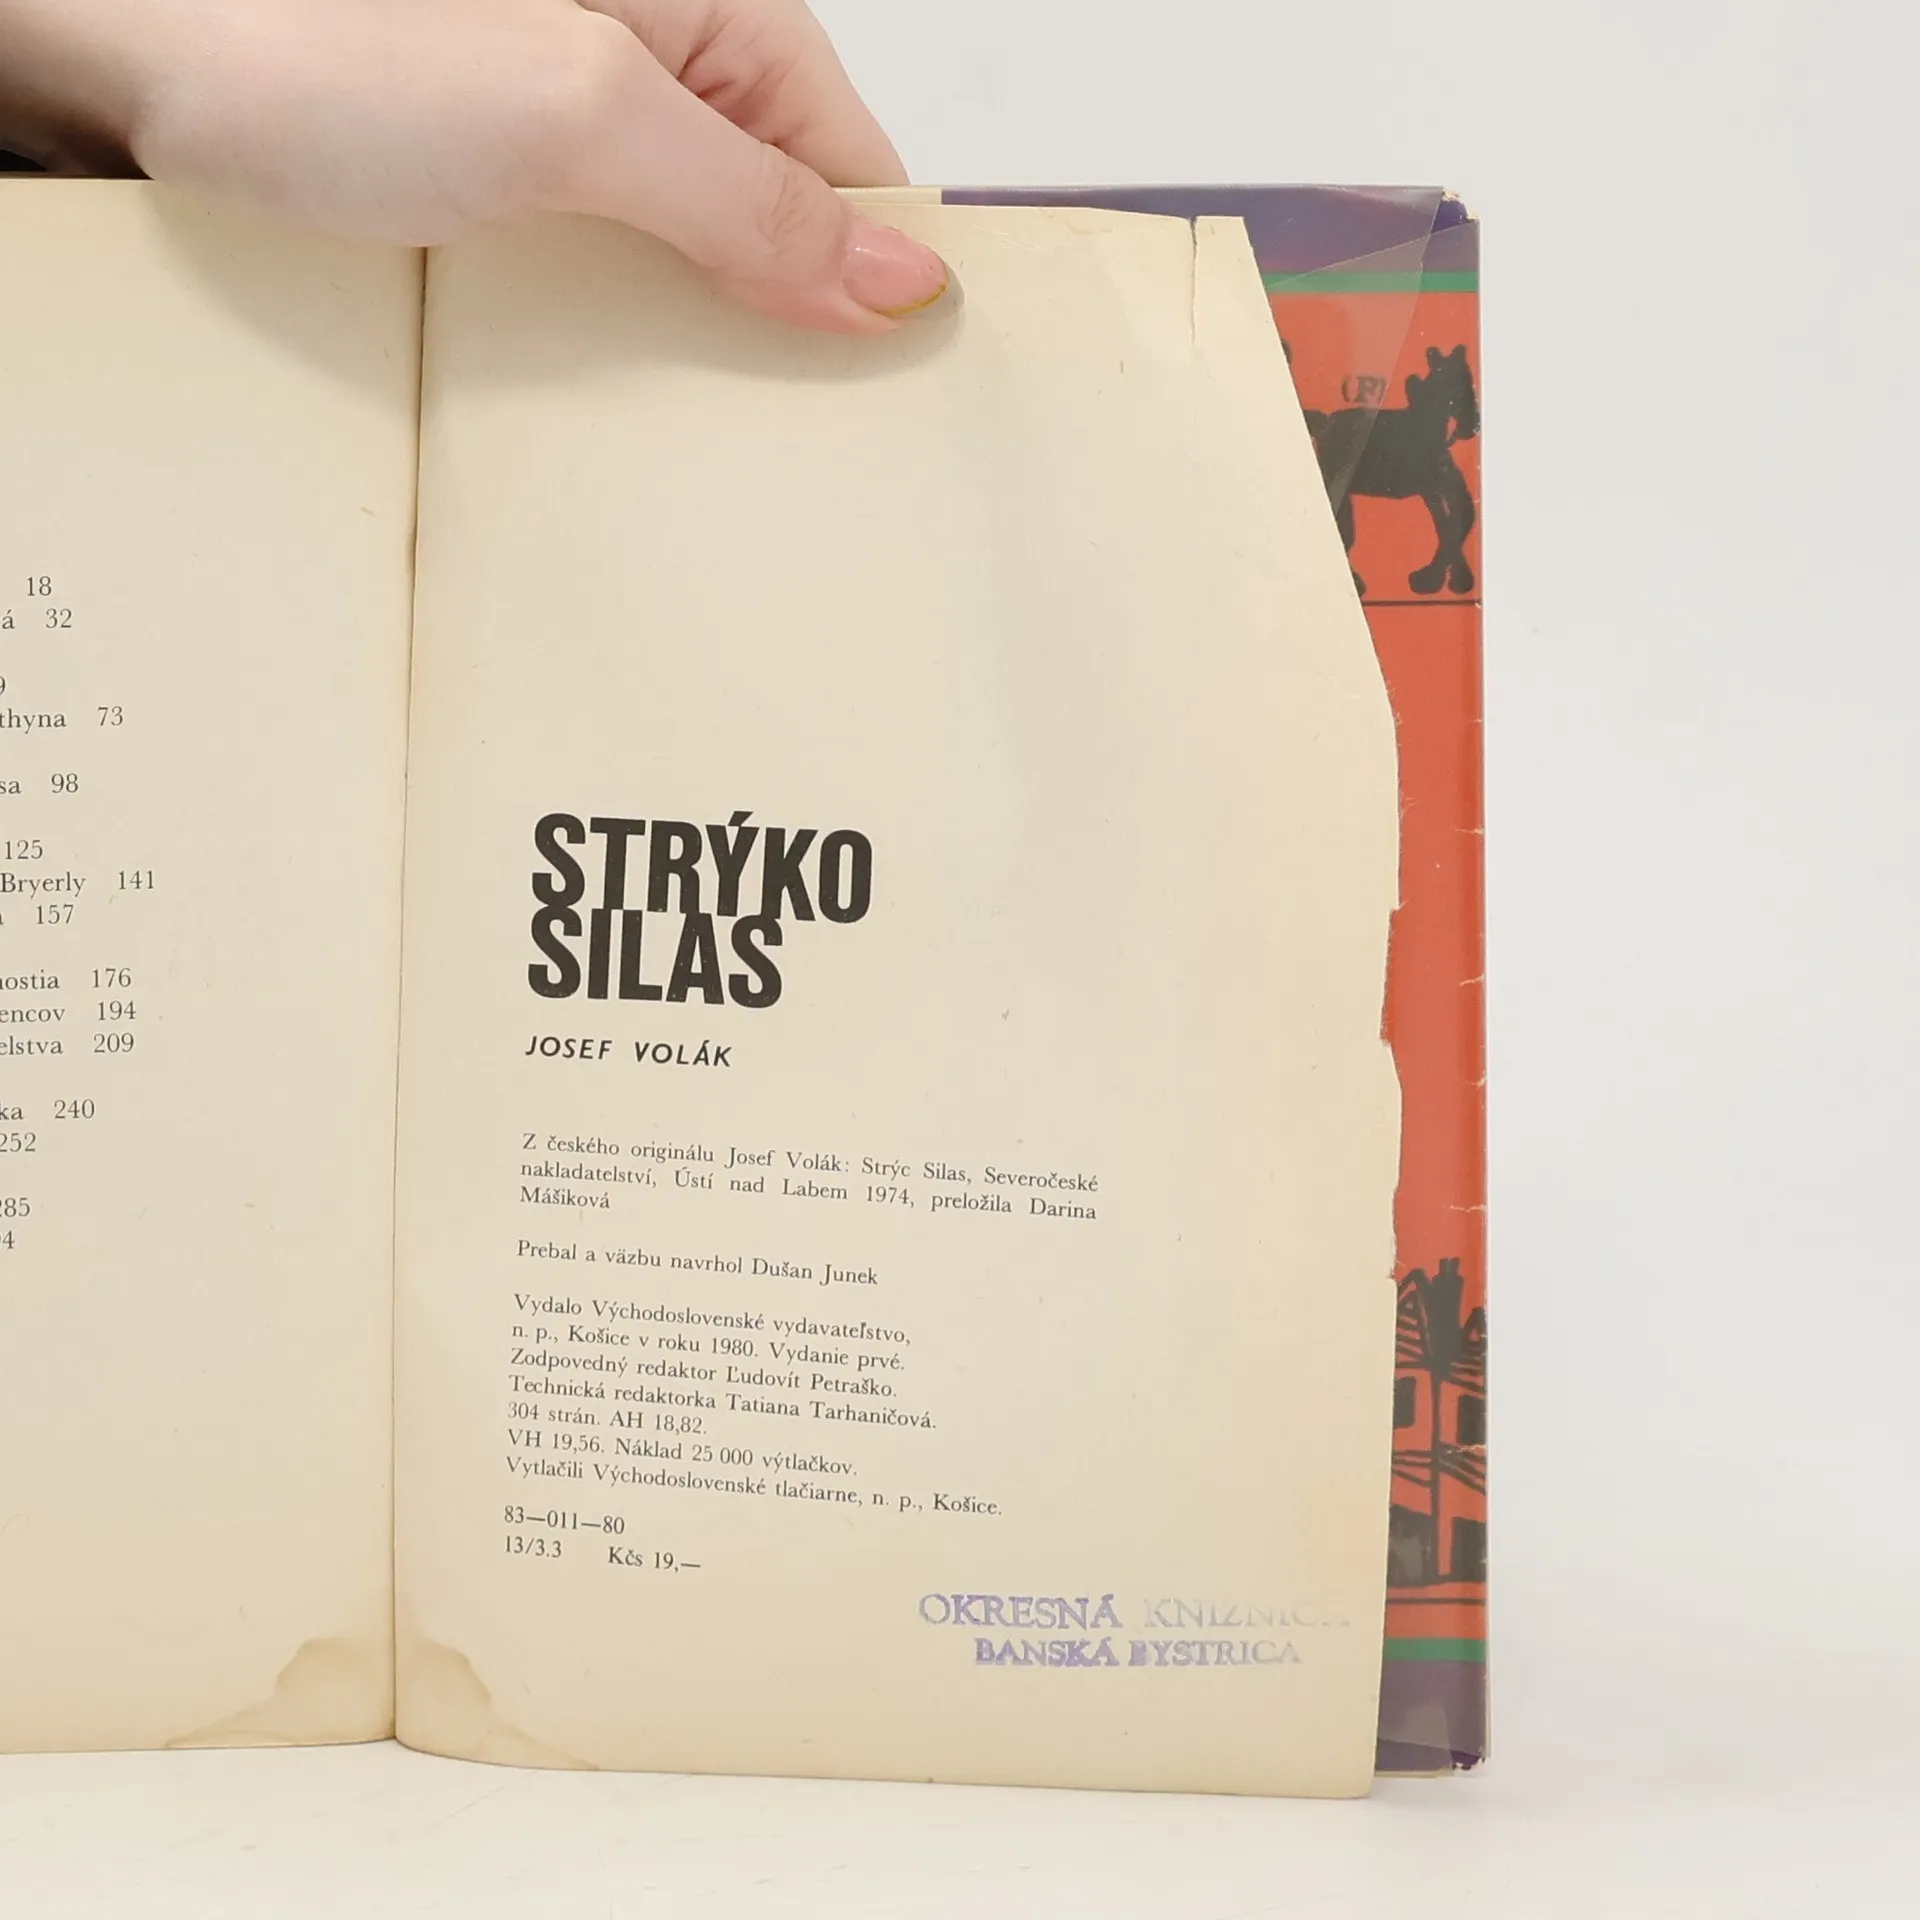 18
á 32
9
thyna 73
sa 98
125
Bryerly 141
157
nostia 176
encov 194
elstva 209
ka 240
252
285
4
(F)
STRÝKO
SILAS
JOSEF VOLÁK
Z českého originálu Josef Volák: Strýc Silas, Severočeské
nakladatelství, Ústí nad Labem 1974, preložila Darina
Mášiková
Prebal a väzbu navrhol Dušan Junek
Vydalo Východoslovenské vydavateľstvo,
n. p., Košice v roku 1980. Vydanie prvé.
Zodpovedný redaktor Ľudovít Petraško.
Technická redaktorka Tatiana Tarhaničová.
304 strán. AH 18,82.
VH 19,56. Náklad 25 000 výtlačkov.
Vytlačili Východoslovenské tlačiarne, n. p., Košice.
83—011—80
13/3.3 Kčs 19,—
OKRESNÁ
BANSKÁ BYSTRICA